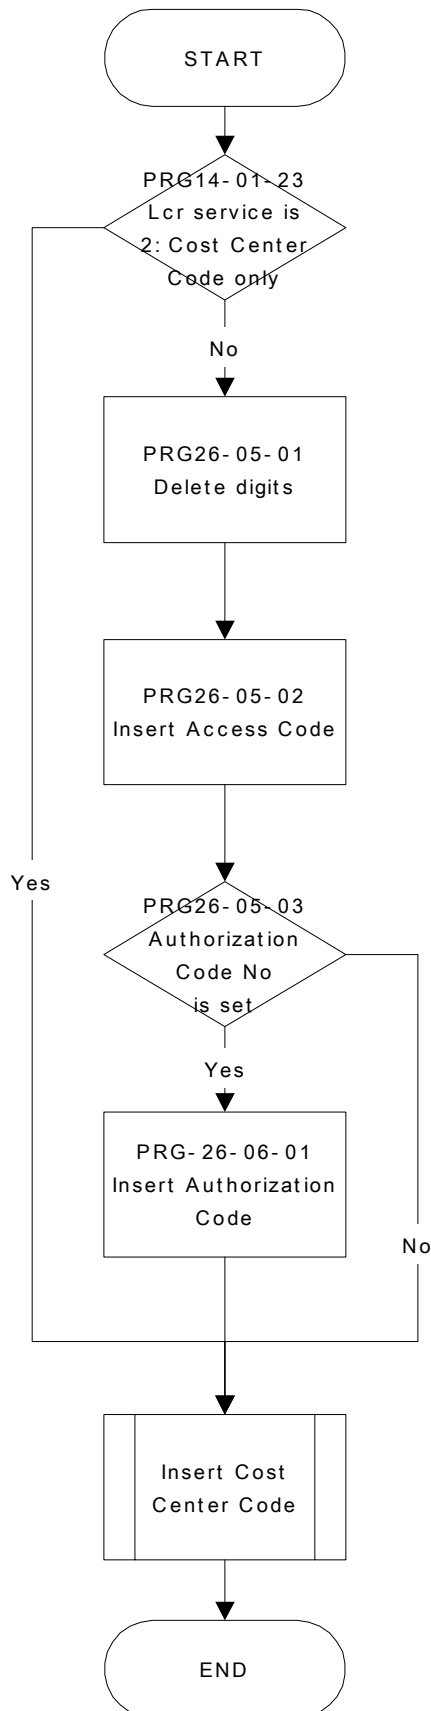 START
PRG14-01-23
Lcr service is
2: Cost Center
Code only
No
PRG26-05-01
Delete digits
PRG26-05-02
Insert Access Code
Yes
PRG26-05-03
Authorization
Code No
is set
Yes
PRG-26-06-01
Insert Authorization
Code
No
Insert Cost
Center Code
END